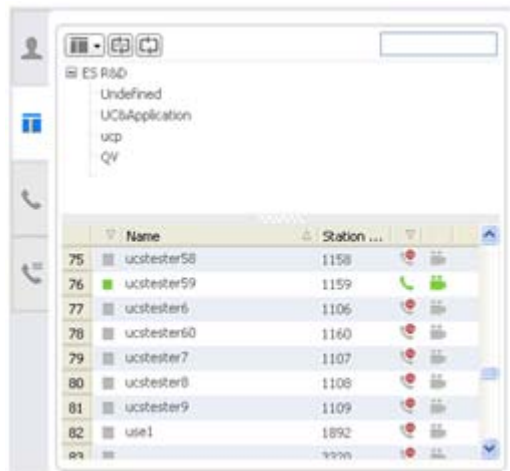 ES R&D
Undefined
UC&Application
ucp
QV
Name Station ...
75 ucstester58 1158
76 ucstester59 1159
77 ucstester6 1106
78 ucstester60 1160
79 ucstester7 1107
80 ucstester8 1108
81 ucstester9 1109
82 use1 1892
83